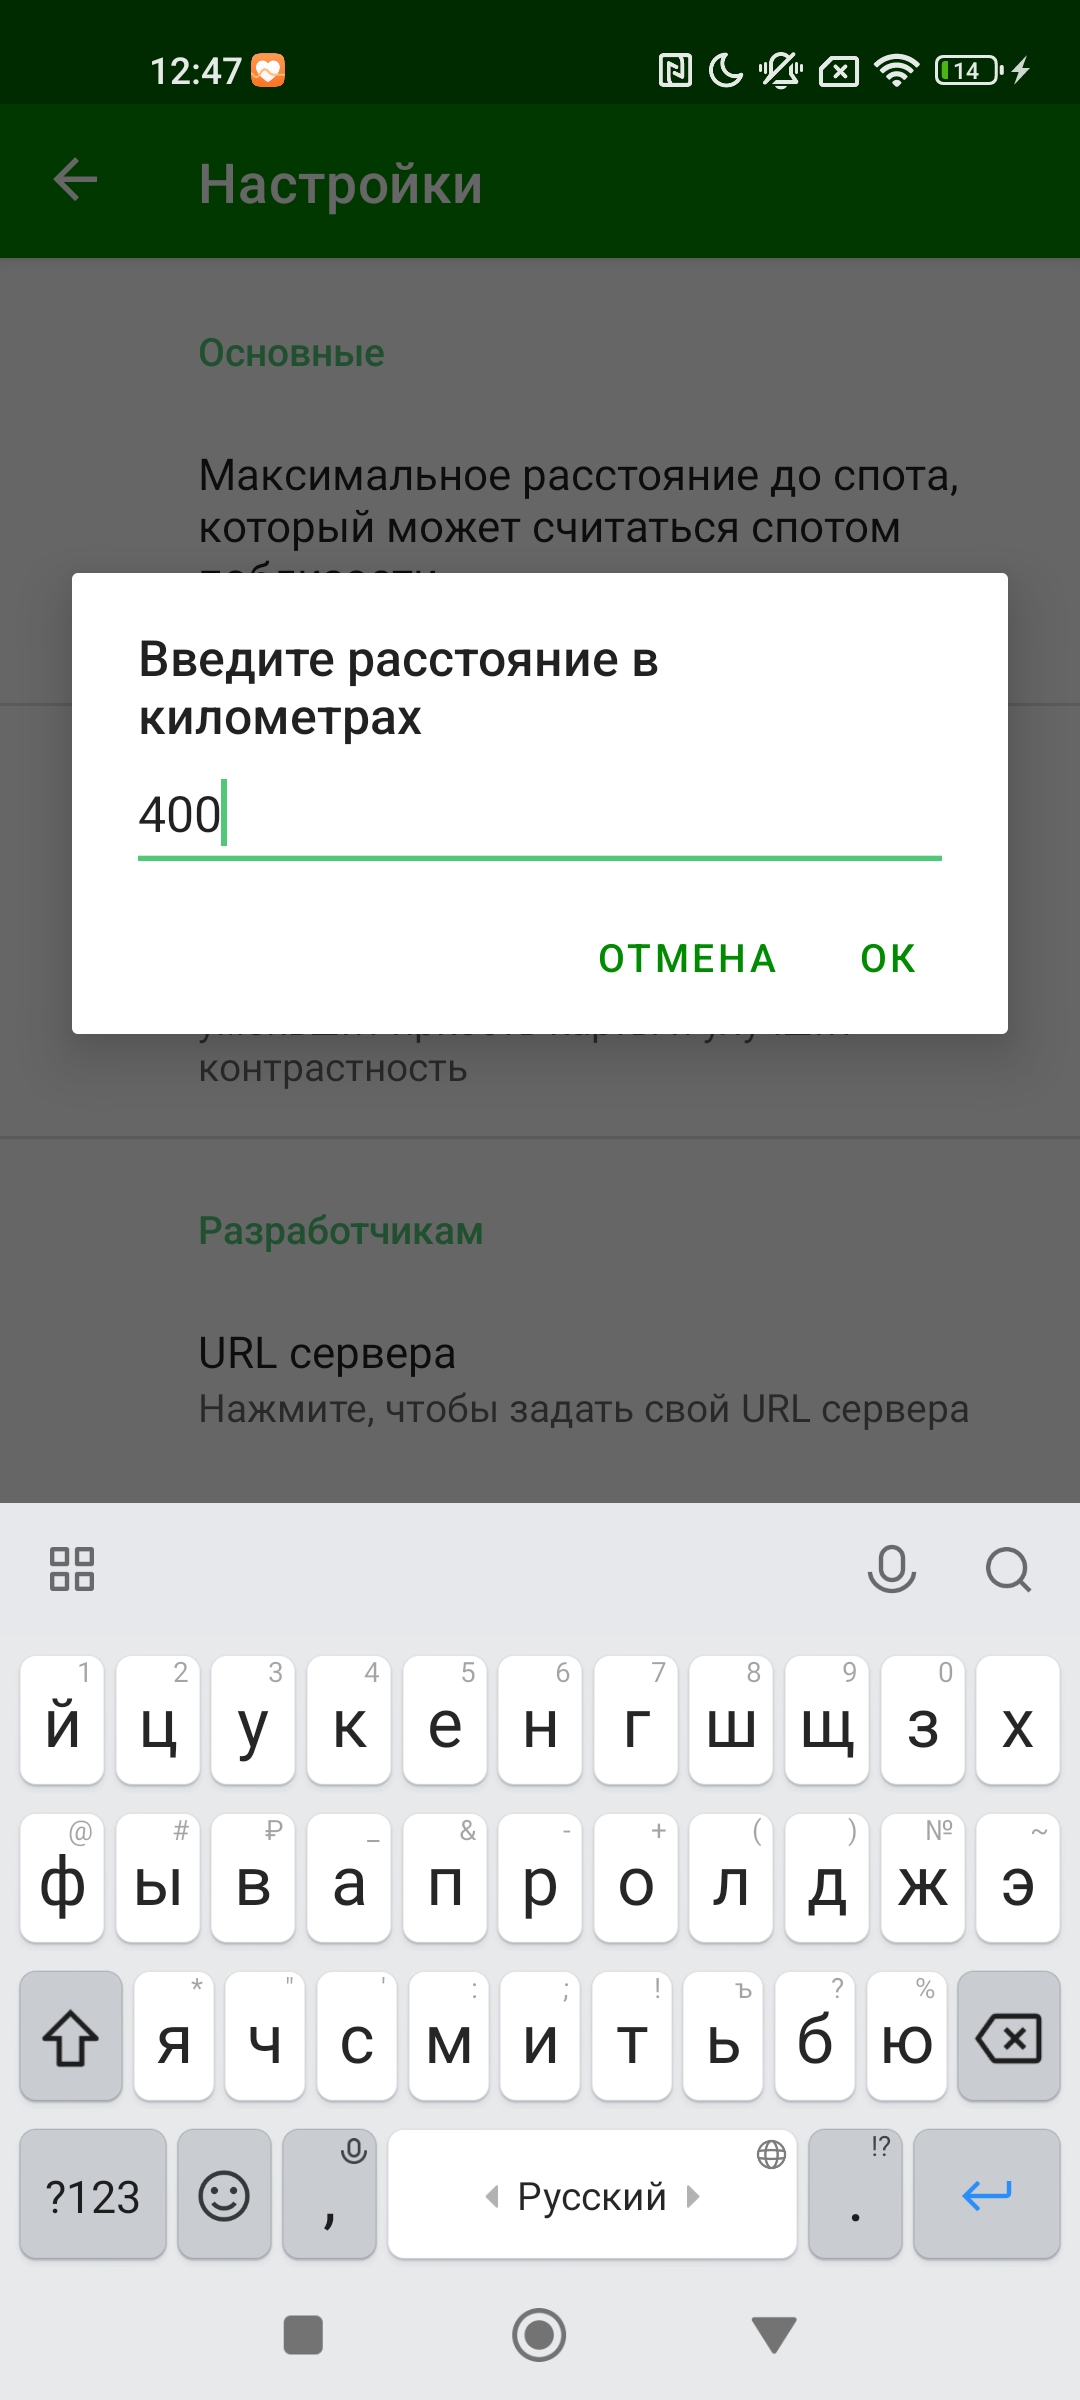 12:47
14
Настройки
Основные
Максимальное расстояние до спота,
который может считаться спотом
Введите расстояние в
километрах
400
ОТМЕНА
ОК
контрастность
Разработчикам
URL сервера
Нажмите, чтобы задать свой URL сервера
1 2 3 4 5 6 7 8 9 0
й ц у к е н г ш щ з х
@ # ₽ _ & - + ( ) № ~
ф ы в а п р о л д ж э
* " ' : ; ! ъ ? %
я ч с м и т ь б ю
!?
?123 , Русский .